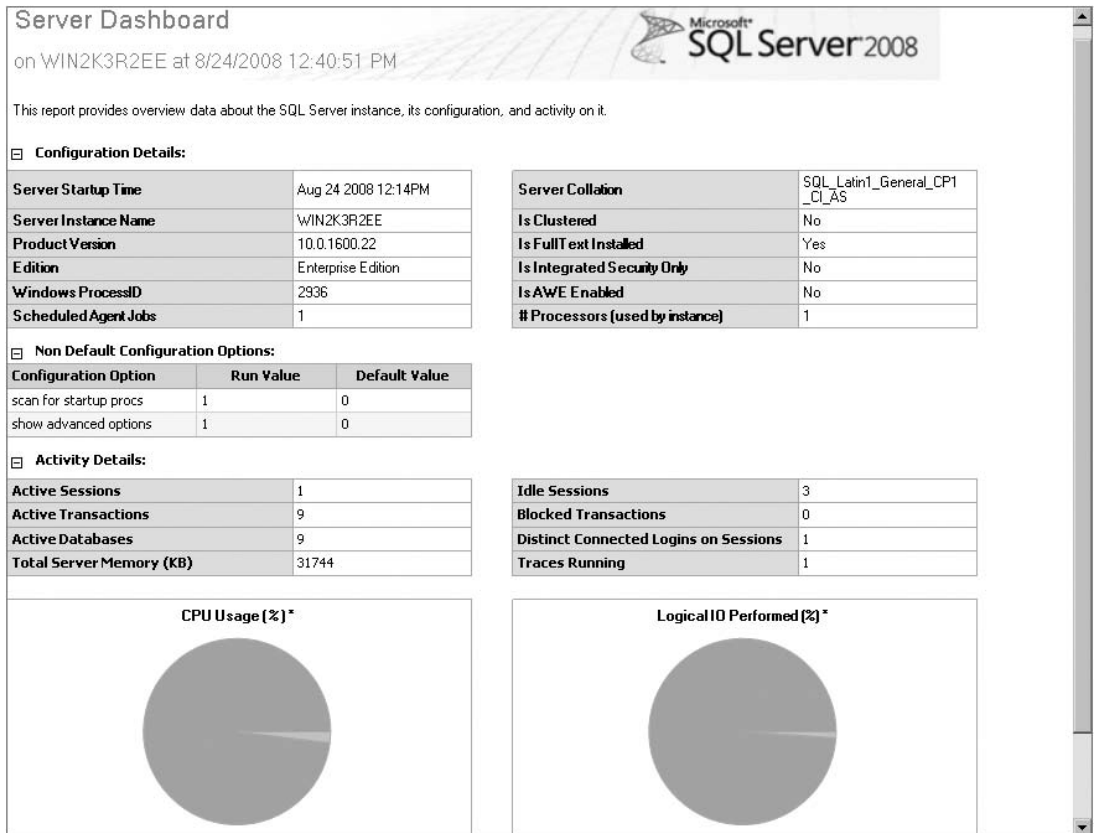 Server Dashboard
Microsoft®
SQL Server® 2008
on WIN2K3R2EE at 8/24/2008 12:40:51 PM
This report provides overview data about the SQL Server instance, its configuration, and activity on it.
Configuration Details:
Server Startup Time Aug 24 2008 12:14PM
Server Instance Name WIN2K3R2EE
Product Version 10.0.1600.22
Edition Enterprise Edition
Windows ProcessID 2936
Scheduled Agent Jobs 1
Server Collation SQL_Latin1_General_CP1
_CI_AS
Is Clustered No
Is FullText Installed Yes
Is Integrated Security Only No
Is AWE Enabled No
# Processors (used by instance) 1
Non Default Configuration Options:
Configuration Option Run Value Default Value
scan for startup procs 1 0
show advanced options 1 0
Activity Details:
Active Sessions 1
Active Transactions 9
Active Databases 9
Total Server Memory (KB) 31744
Idle Sessions 3
Blocked Transactions 0
Distinct Connected Logins on Sessions 1
Traces Running 1
CPU Usage (%) *
Logical IO Performed (%) *